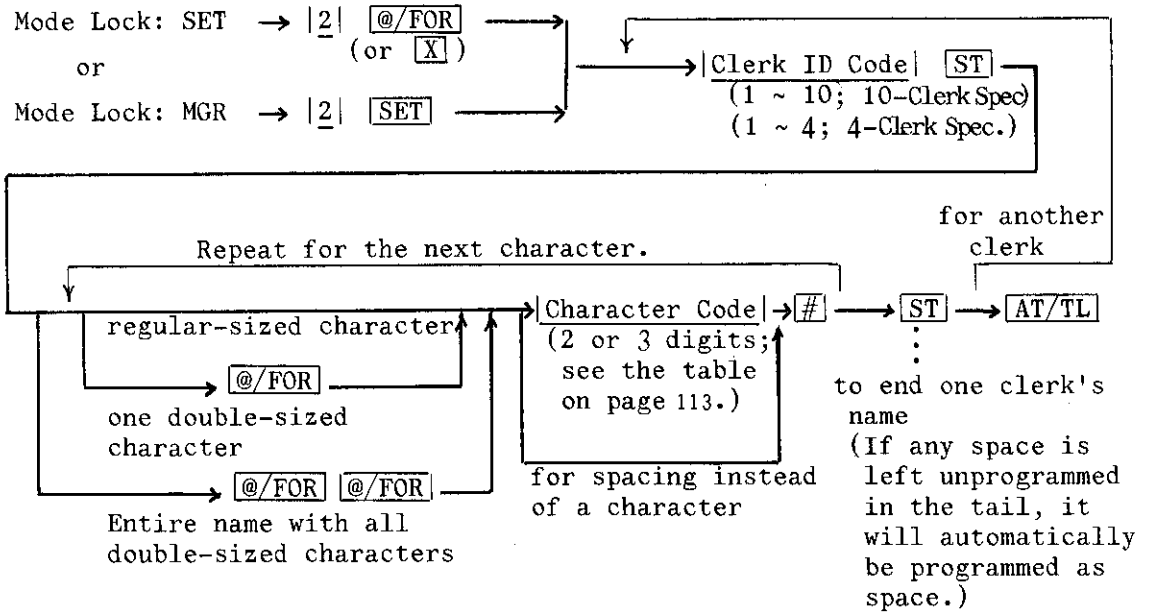 Mode Lock: SET → |2| @/FOR
(or X)
or
Mode Lock: MGR → |2| SET
→ |Clerk ID Code| ST
(1 ~ 10; 10-Clerk Spec)
(1 ~ 4; 4-Clerk Spec.)
for another
clerk
Repeat for the next character.
regular-sized character
@/FOR
one double-sized
character
@/FOR @/FOR
Entire name with all
double-sized characters
|Character Code| → # → ST → AT/TL
(2 or 3 digits;
see the table
on page 113.)
for spacing instead
of a character
to end one clerk's
name
(If any space is
left unprogrammed
in the tail, it
will automatically
be programmed as
space.)